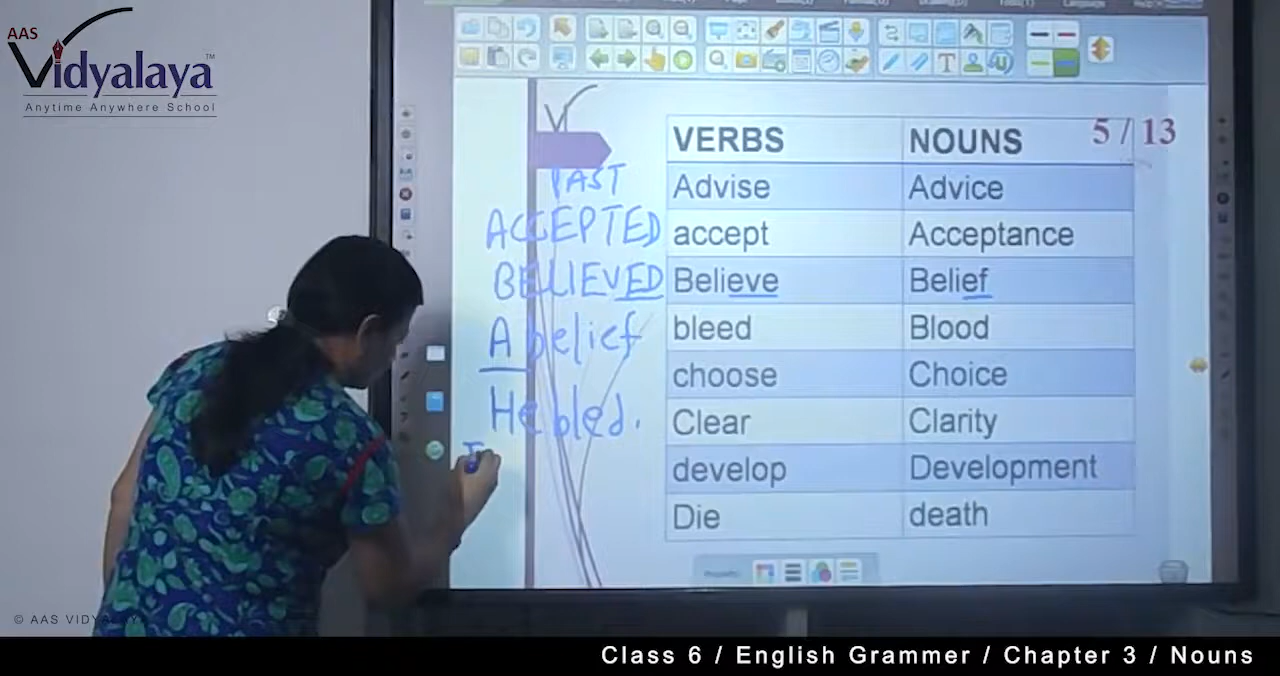 AAS
Vidyalaya™
Anytime Anywhere School
5 / 13
VERBS NOUNS
PAST Advise Advice
ACCEPTED accept Acceptance
BELIEVED Believe Belief
A belief bleed Blood
He bled. choose Choice
Clear Clarity
develop Development
Die death
© AAS VIDYALAYA
Class 6 / English Grammer / Chapter 3 / Nouns